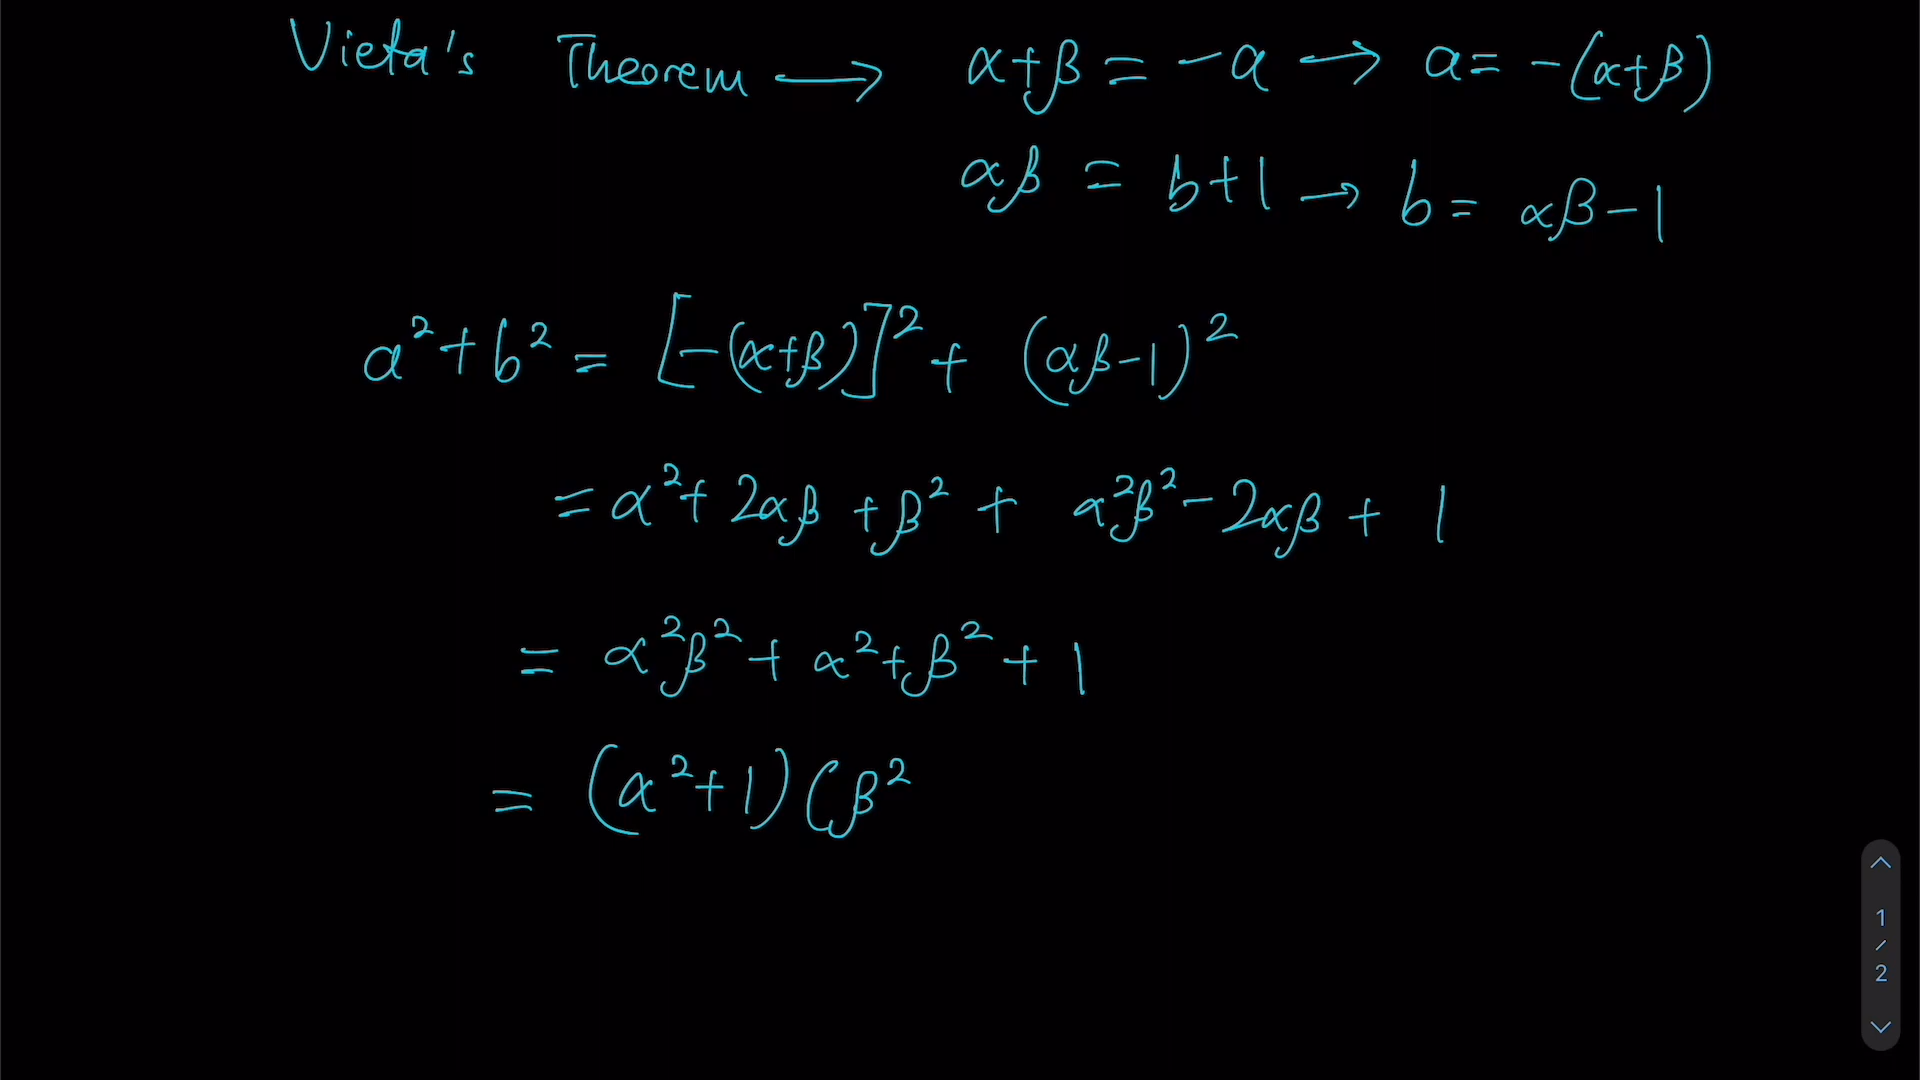 Vieta's Theorem → α+β = -a → a = -(α+β)
αβ = b+1 → b = αβ-1
a²+b² = [-(α+β)]² + (αβ-1)²
= α²+ 2αβ +β² + α²β² - 2αβ + 1
= α²β² + α²+β² + 1
= (α²+1)(β²
1
/
2